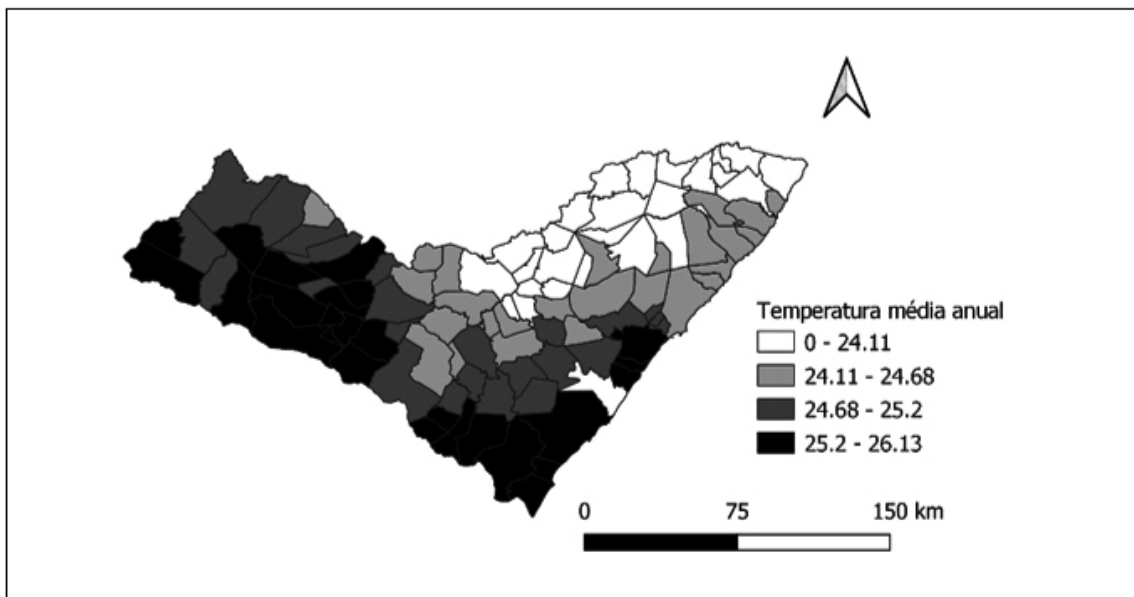 Temperatura média anual
0 - 24.11
24.11 - 24.68
24.68 - 25.2
25.2 - 26.13
0 75 150 km